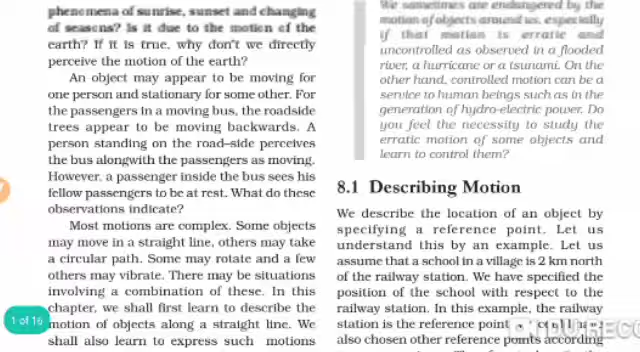 phenomena of sunrise, sunset and changing
of seasons? Is it due to the motion of the
earth? If it is true, why don't we directly
perceive the motion of the earth?
An object may appear to be moving for
one person and stationary for some other. For
the passengers in a moving bus, the roadside
trees appear to be moving backwards. A
person standing on the road–side perceives
the bus alongwith the passengers as moving.
However, a passenger inside the bus sees his
fellow passengers to be at rest. What do these
observations indicate?
Most motions are complex. Some objects
may move in a straight line, others may take
a circular path. Some may rotate and a few
others may vibrate. There may be situations
involving a combination of these. In this
chapter, we shall first learn to describe the
motion of objects along a straight line. We
shall also learn to express such motions
1 of 16
We sometimes are endangered by the
motion of objects around us, especially
if that motion is erratic and
uncontrolled as observed in a flooded
river, a hurricane or a tsunami. On the
other hand, controlled motion can be a
service to human beings such as in the
generation of hydro-electric power. Do
you feel the necessity to study the
erratic motion of some objects and
learn to control them?
8.1 Describing Motion
We describe the location of an object by
specifying a reference point. Let us
understand this by an example. Let us
assume that a school in a village is 2 km north
of the railway station. We have specified the
position of the school with respect to the
railway station. In this example, the railway
station is the reference point
also chosen other reference points according